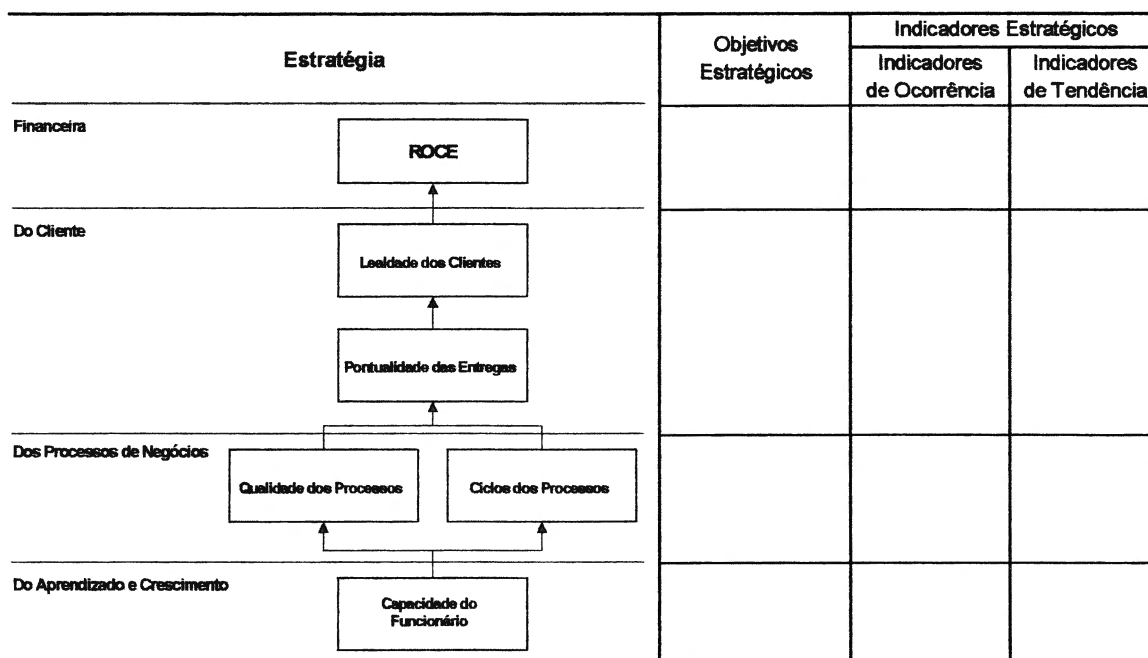 Estratégia
Objetivos
Estratégicos
Indicadores Estratégicos
Indicadores
de Ocorrência
Indicadores
de Tendência
Financeira
ROCE
Do Cliente
Lealdade dos Clientes
Pontualidade das Entregas
Dos Processos de Negócios
Qualidade dos Processos
Ciclos dos Processos
Do Aprendizado e Crescimento
Capacidade do
Funcionário